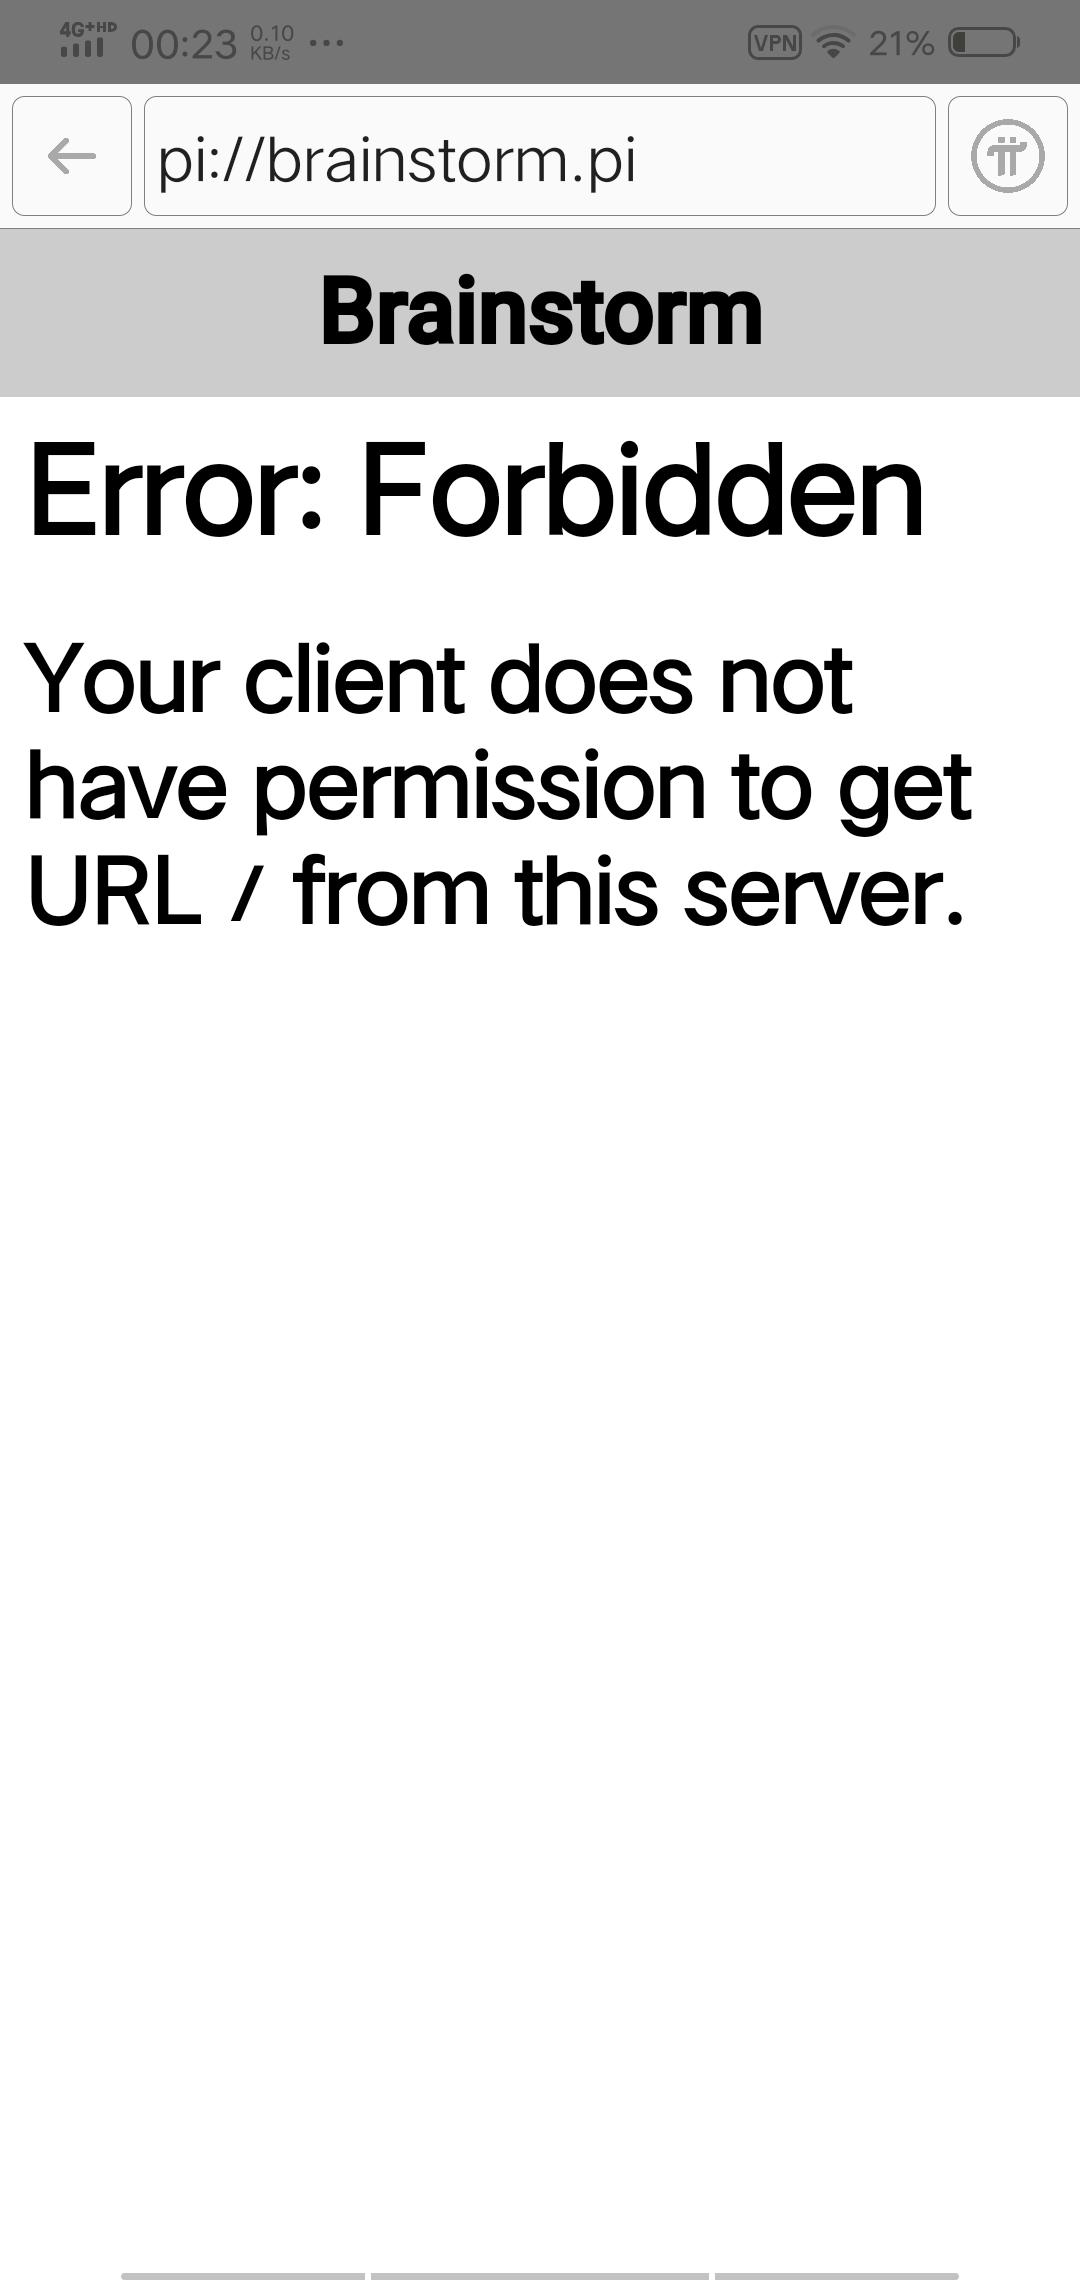 4G+HD 00:23 0.10 KB/s ... VPN 21%
pi://brainstorm.pi
Brainstorm
Error: Forbidden
Your client does not
have permission to get
URL / from this server.